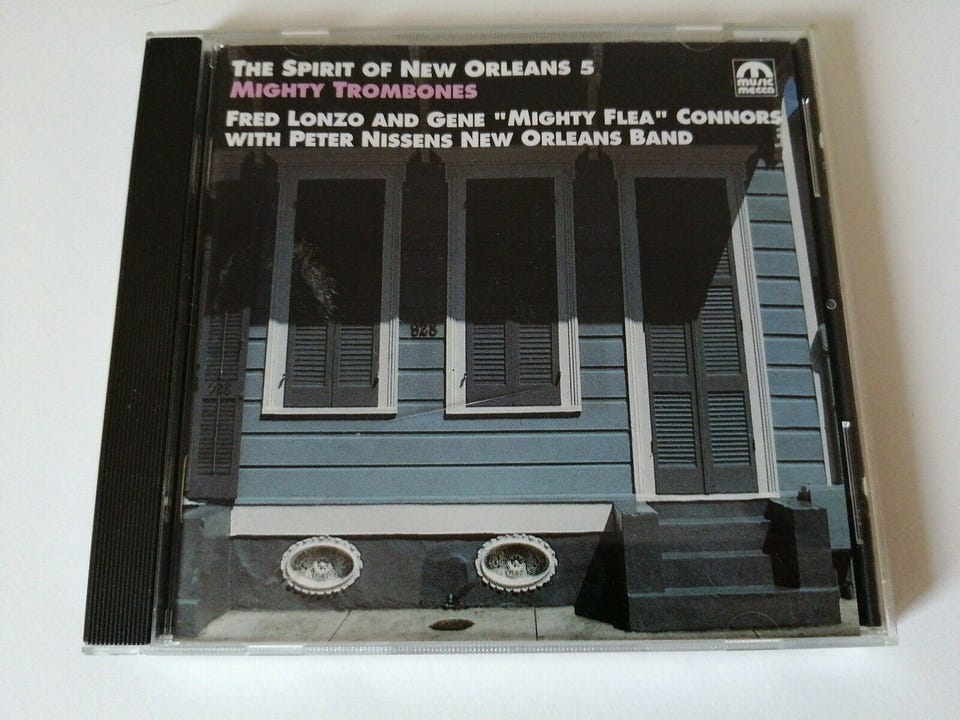 THE SPIRIT OF NEW ORLEANS 5
MIGHTY TROMBONES
FRED LONZO AND GENE "MIGHTY FLEA" CONNORS
WITH PETER NISSENS NEW ORLEANS BAND
music
mecca
928